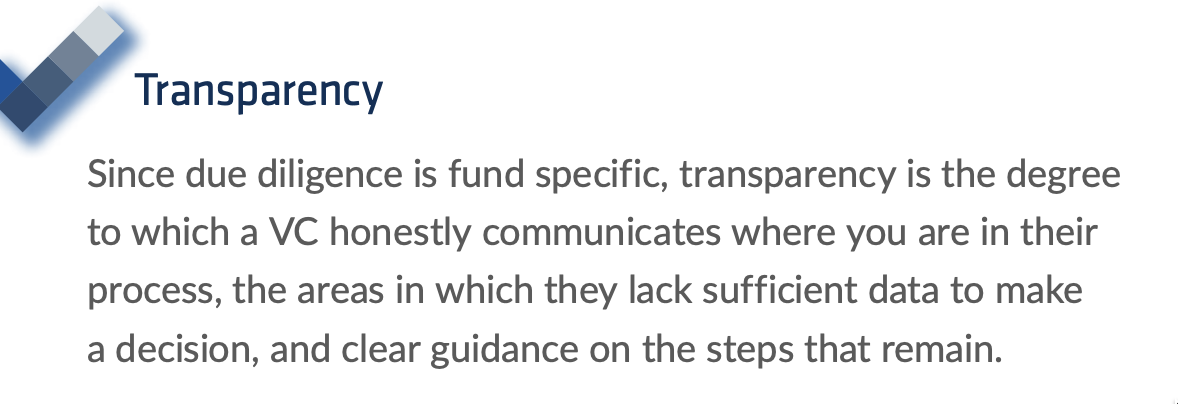 Transparency
Since due diligence is fund specific, transparency is the degree
to which a VC honestly communicates where you are in their
process, the areas in which they lack sufficient data to make
a decision, and clear guidance on the steps that remain.